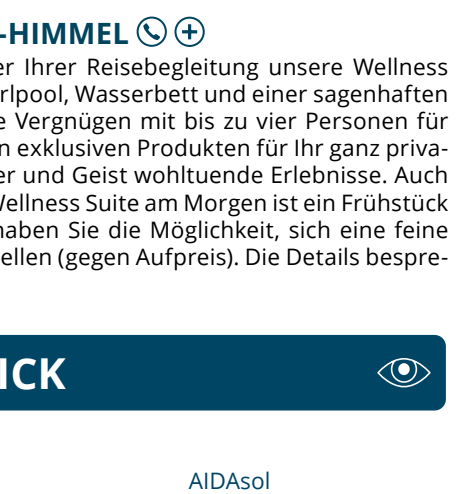 -HIMMEL
er Ihrer Reisebegleitung unsere Wellness
rlpool, Wasserbett und einer sagenhaften
e Vergnügen mit bis zu vier Personen für
n exklusiven Produkten für Ihr ganz priva-
er und Geist wohltuende Erlebnisse. Auch
Wellness Suite am Morgen ist ein Frühstück
haben Sie die Möglichkeit, sich eine feine
ellen (gegen Aufpreis). Die Details bespre-
ICK
AIDAsol